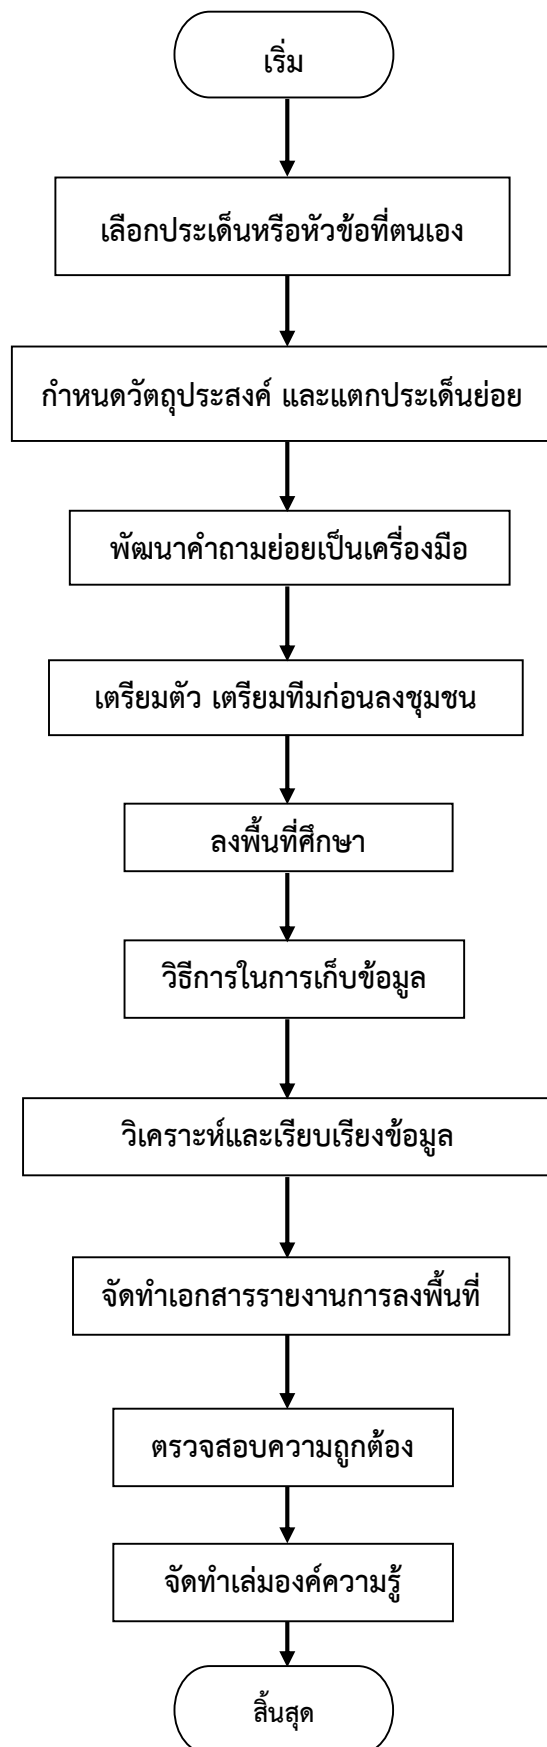 เริ่ม
เลือกประเด็นหรือหัวข้อที่ตนเอง
กำหนดวัตถุประสงค์ และแตกประเด็นย่อย
พัฒนาคำถามย่อยเป็นเครื่องมือ
เตรียมตัว เตรียมทีมก่อนลงชุมชน
ลงพื้นที่ศึกษา
วิธีการในการเก็บข้อมูล
วิเคราะห์และเรียบเรียงข้อมูล
จัดทำเอกสารรายงานการลงพื้นที่
ตรวจสอบความถูกต้อง
จัดทำเล่มองค์ความรู้
สิ้นสุด